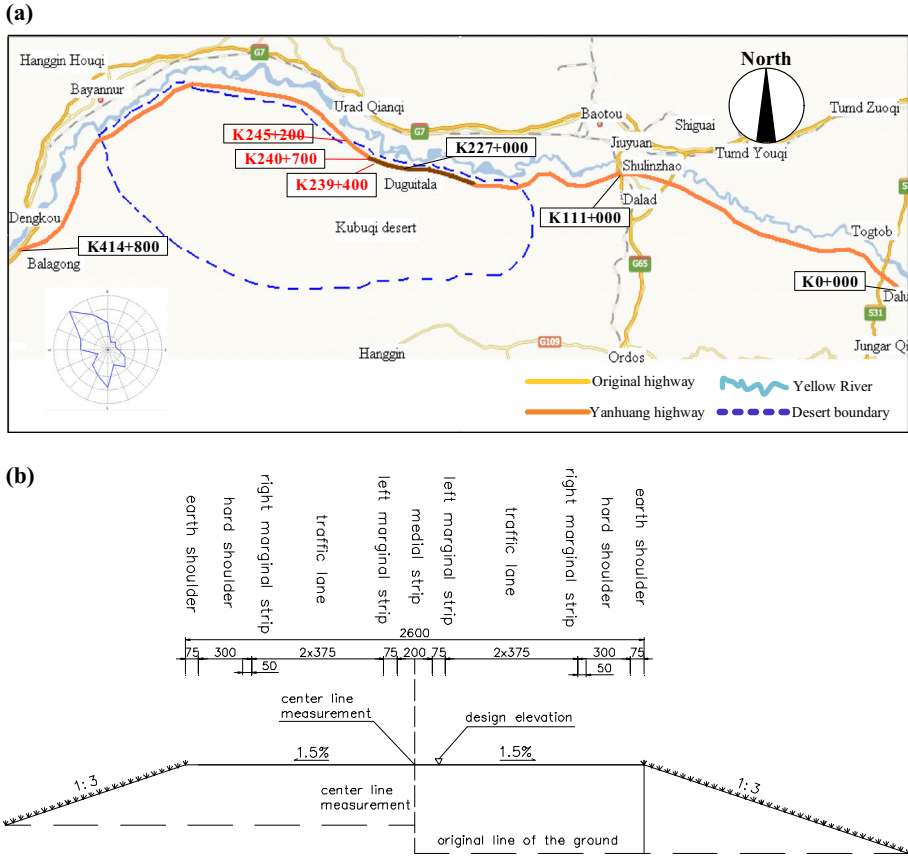 (a)
North
Hanggin Houqi
G7
Bayannur
Urad Qianqi
Baotou
Tumd Zuoqi
Shiguai
G7
Jiuyuan
Tumd Youqi
K245+200
K227+000
K240+700
Shulinzhao
K239+400
Duguitala
Dalad
S31
Dengkou
Kubuqi desert
K111+000
Togtoh
K414+800
Balagong
G65
K0+000
Dalu
S31
G109
Hanggin
Ordos
Jungar Qi
Original highway
Yellow River
Yanhuang highway
Desert boundary
(b)
earth shoulder
hard shoulder
right marginal strip
traffic lane
left marginal strip
medial strip
left marginal strip
traffic lane
right marginal strip
hard shoulder
earth shoulder
2600
75 300 2x375 75 200 75 2x375 300 75
50 50
center line
measurement
design elevation
1.5% 1.5%
1:3 1:3
center line
measurement
original line of the ground